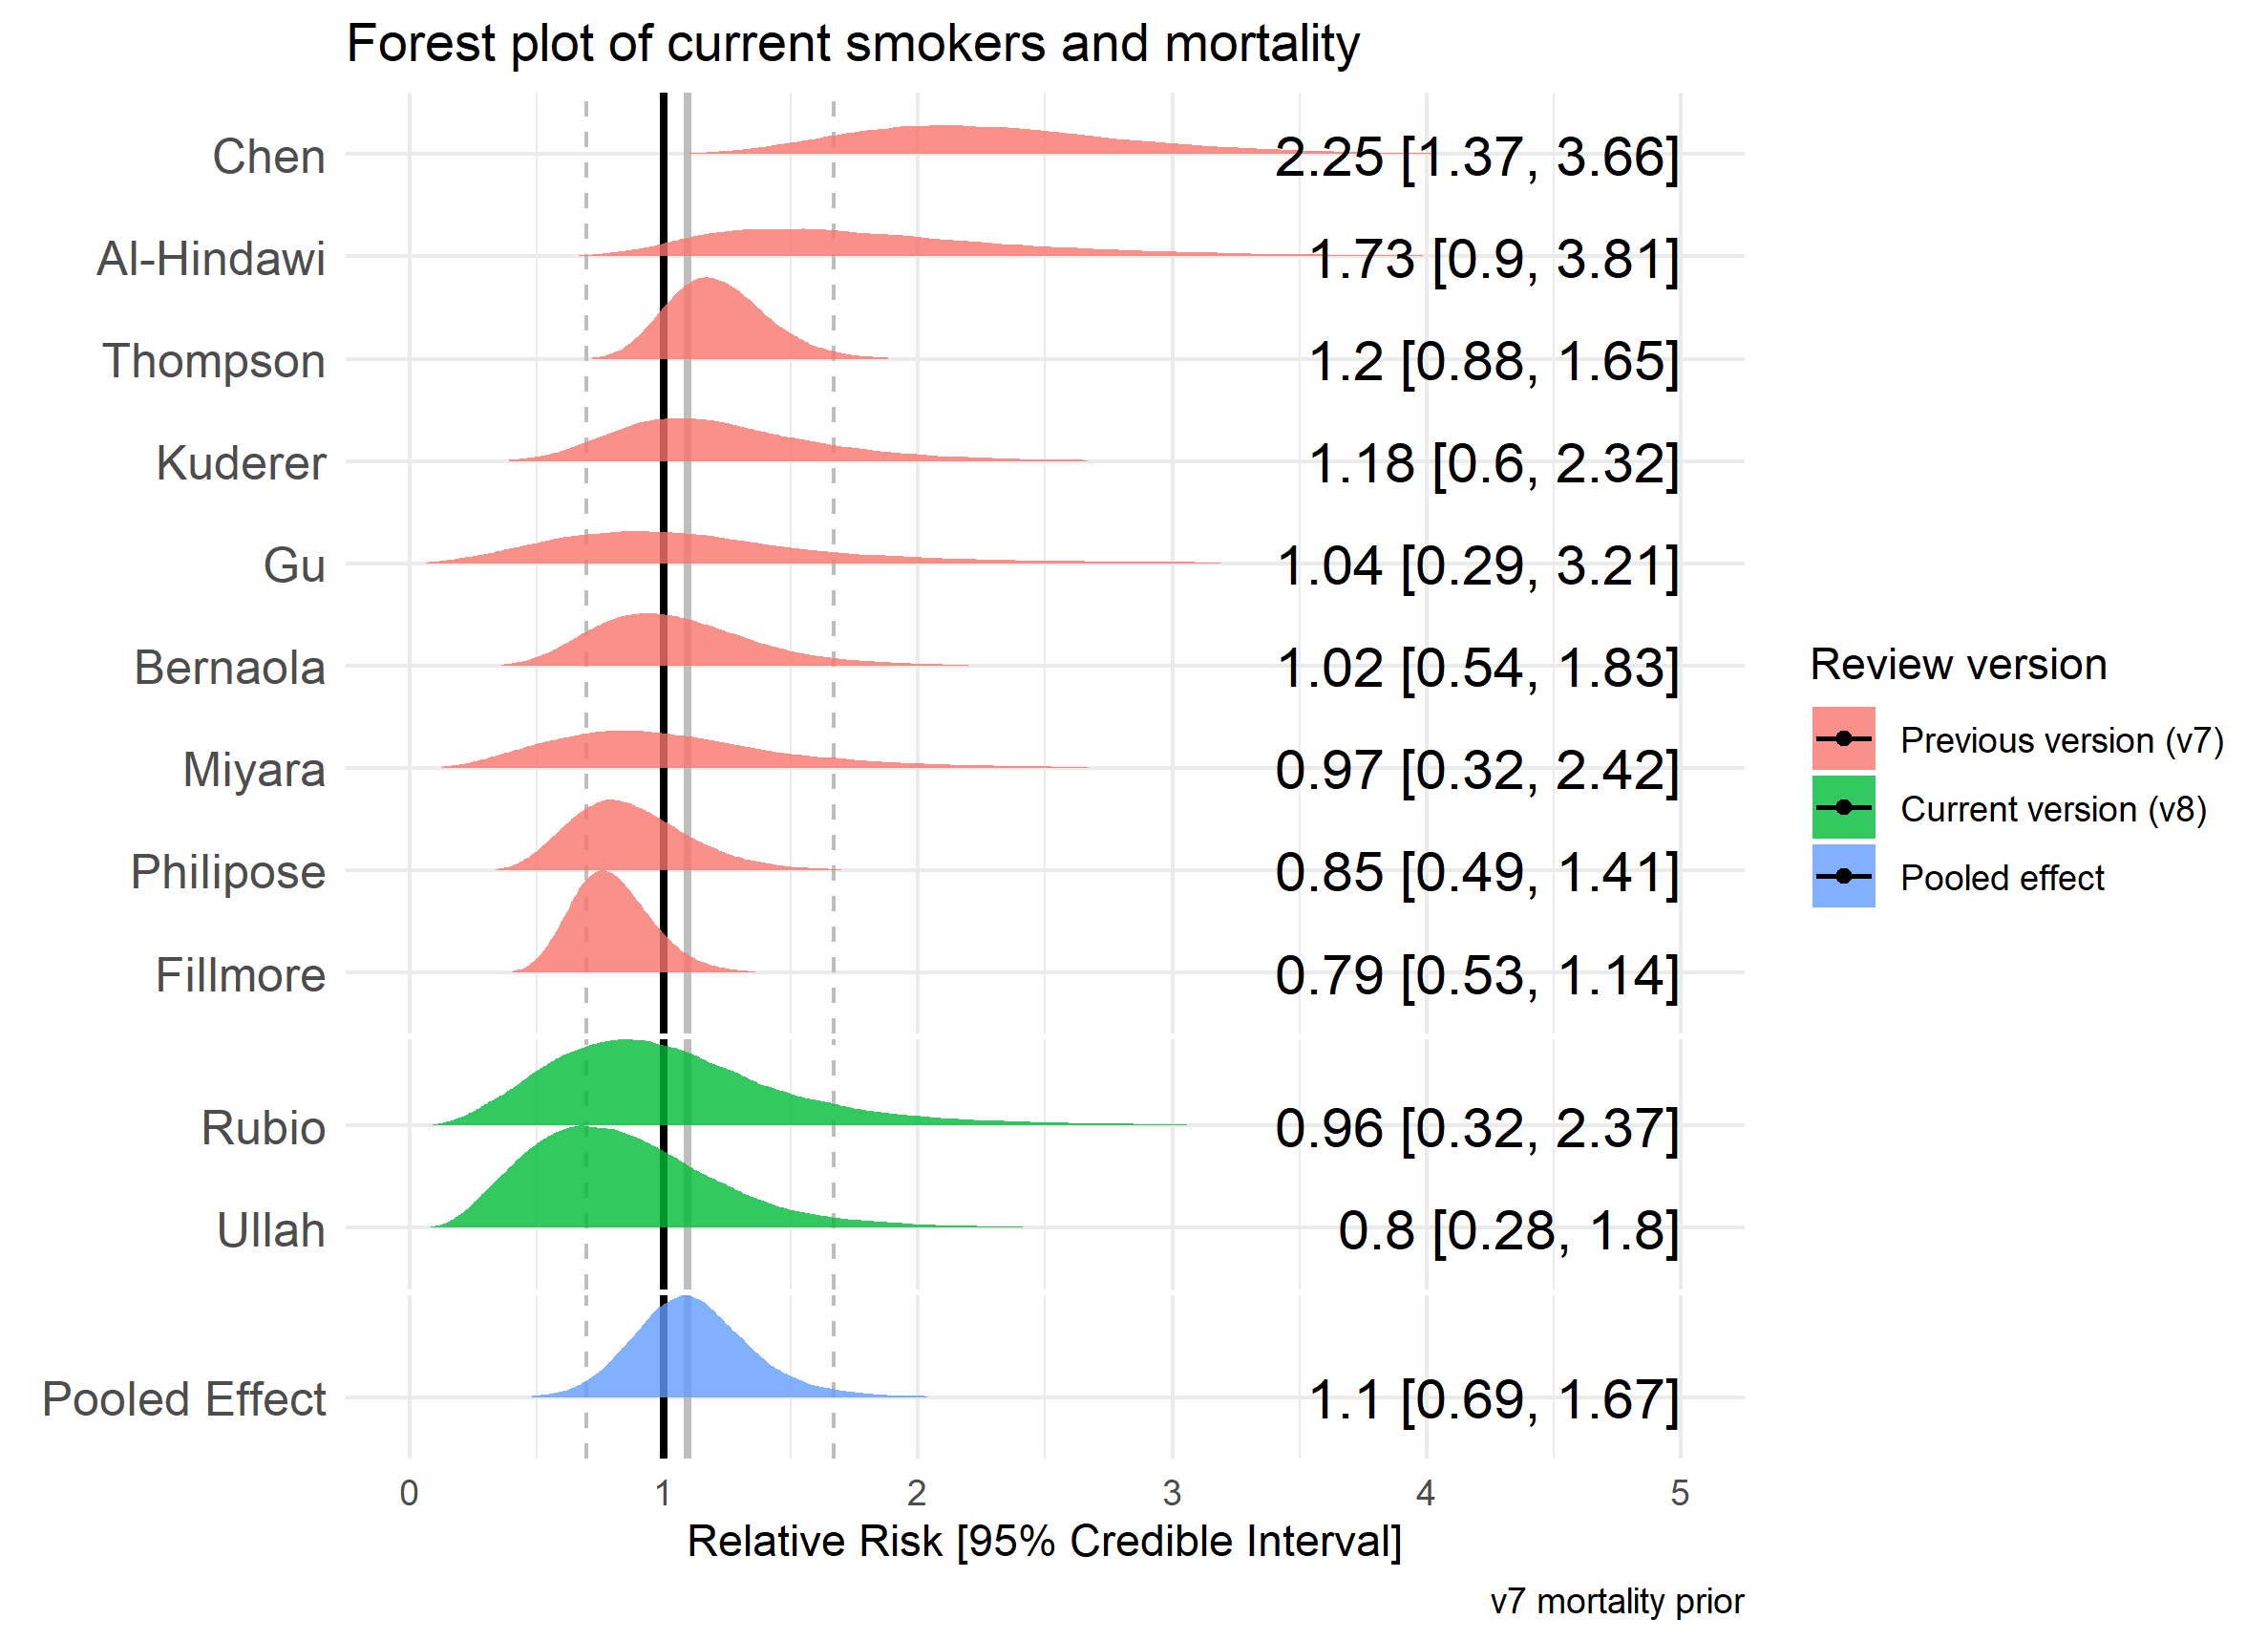 Forest plot of current smokers and mortality
Chen 2.25 [1.37, 3.66]
Al-Hindawi 1.73 [0.9, 3.81]
Thompson 1.2 [0.88, 1.65]
Kuderer 1.18 [0.6, 2.32]
Gu 1.04 [0.29, 3.21]
Bernaola 1.02 [0.54, 1.83]
Miyara 0.97 [0.32, 2.42]
Philipose 0.85 [0.49, 1.41]
Fillmore 0.79 [0.53, 1.14]
Rubio 0.96 [0.32, 2.37]
Ullah 0.8 [0.28, 1.8]
Pooled Effect 1.1 [0.69, 1.67]
0 1 2 3 4 5
Relative Risk [95% Credible Interval]
v7 mortality prior
Review version
Previous version (v7)
Current version (v8)
Pooled effect